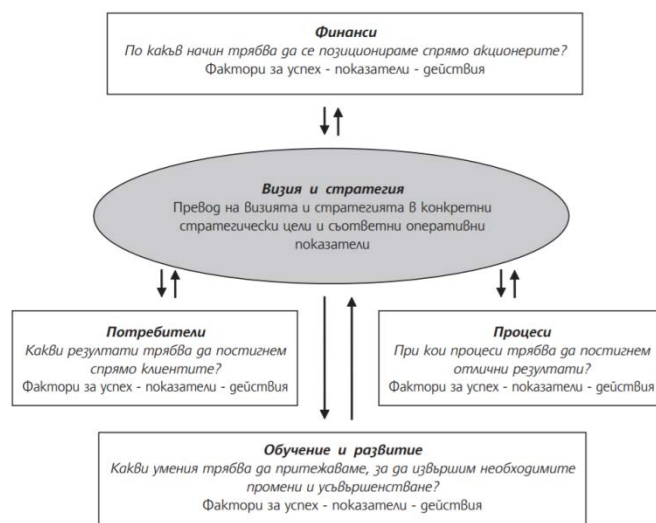 Финанси
По какъв начин трябва да се позиционираме спрямо акционерите?
Фактори за успех - показатели - действия
Визия и стратегия
Превод на визията и стратегията в конкретни
стратегически цели и съответни оперативни
показатели
Потребители
Какви резултати трябва да постигнем
спрямо клиентите?
Фактори за успех - показатели - действия
Процеси
При кои процеси трябва да постигнем
отлични резултати?
Фактори за успех - показатели - действия
Обучение и развитие
Какви умения трябва да притежаваме, за да извършим необходимите
промени и усъвършенстване?
Фактори за успех - показатели - действия